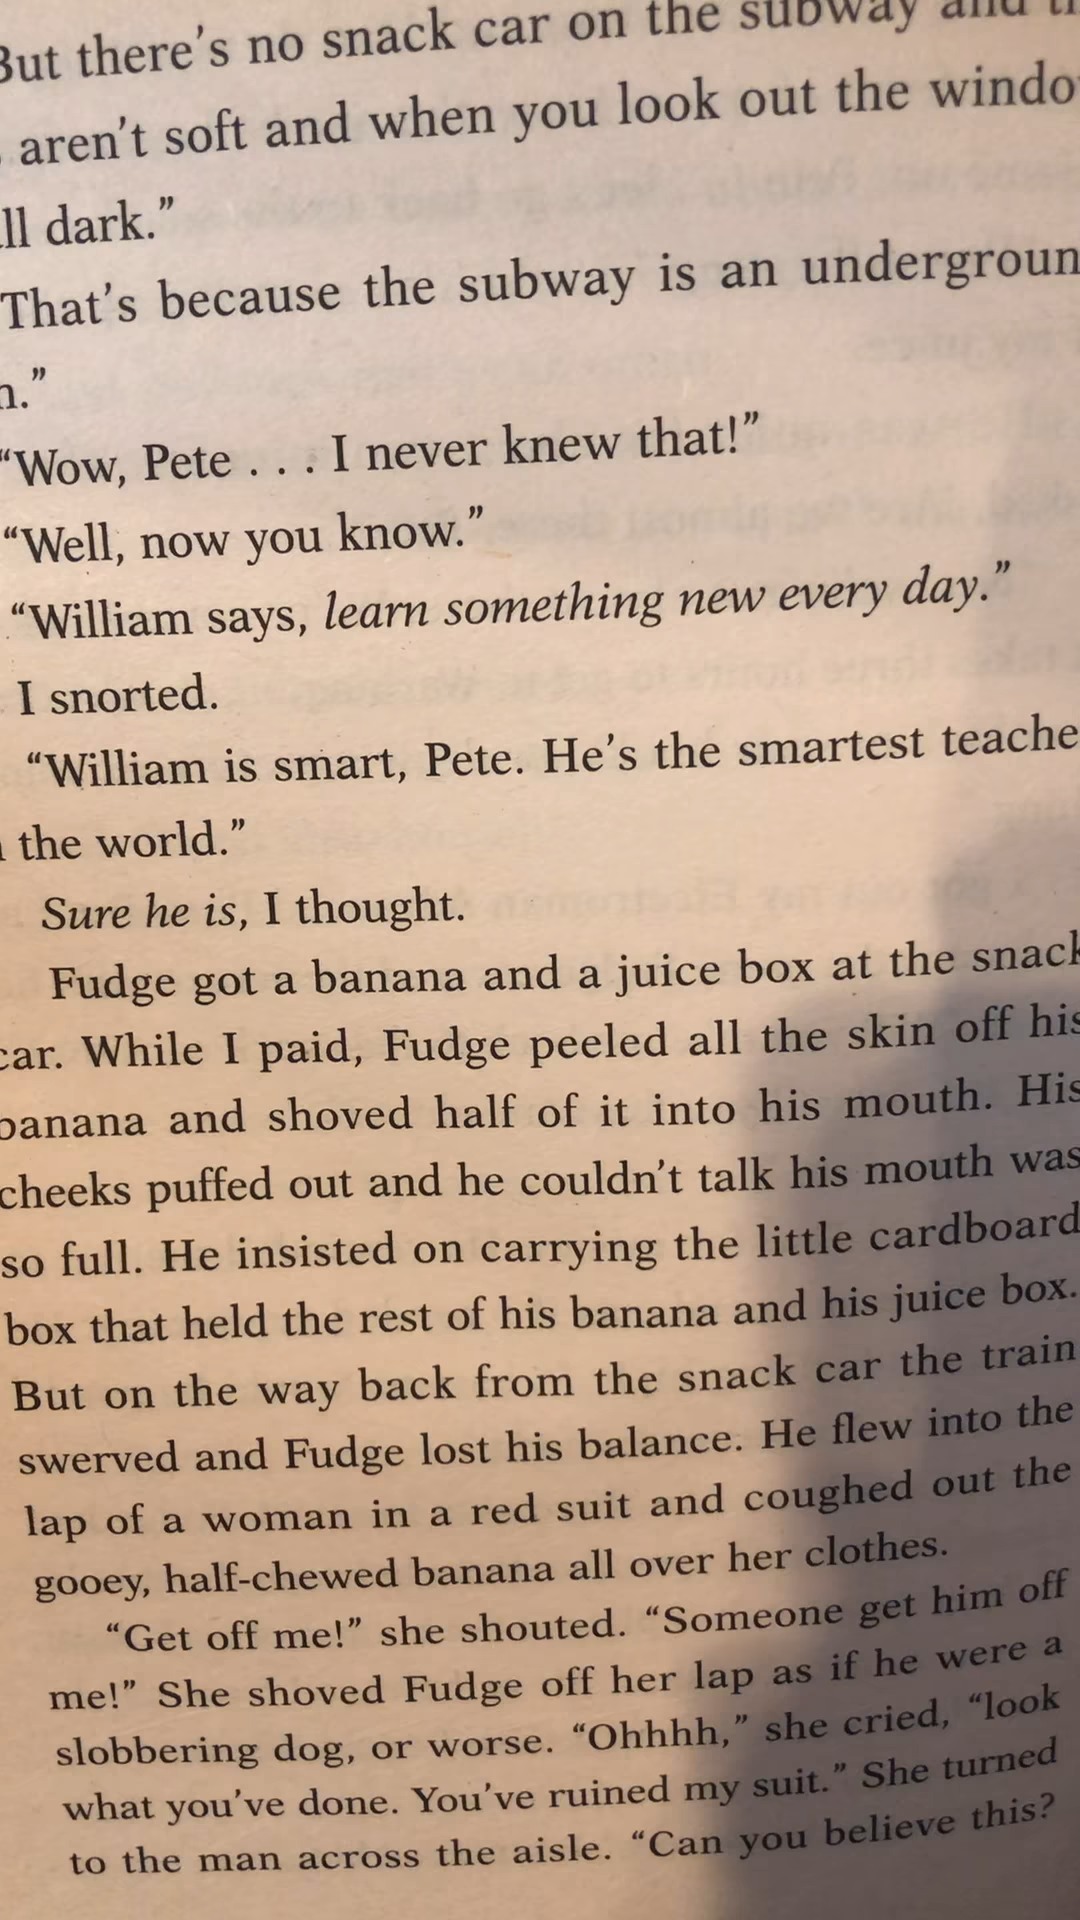 But there's no snack car on the subway and
aren't soft and when you look out the windo
ll dark.”
That's because the subway is an undergroun
n.”
“Wow, Pete . . . I never knew that!”
“Well, now you know.”
“William says, learn something new every day.”
I snorted.
“William is smart, Pete. He's the smartest teache
the world.”
Sure he is, I thought.
Fudge got a banana and a juice box at the snack
car. While I paid, Fudge peeled all the skin off his
banana and shoved half of it into his mouth. His
cheeks puffed out and he couldn't talk his mouth was
so full. He insisted on carrying the little cardboard
box that held the rest of his banana and his juice box.
But on the way back from the snack car the train
swerved and Fudge lost his balance. He flew into the
lap of a woman in a red suit and coughed out the
gooey, half-chewed banana all over her clothes.
“Get off me!” she shouted. “Someone get him off
me!” She shoved Fudge off her lap as if he were a
slobbering dog, or worse. “Ohhhh,” she cried, “look
what you've done. You've ruined my suit.” She turned
to the man across the aisle. “Can you believe this?